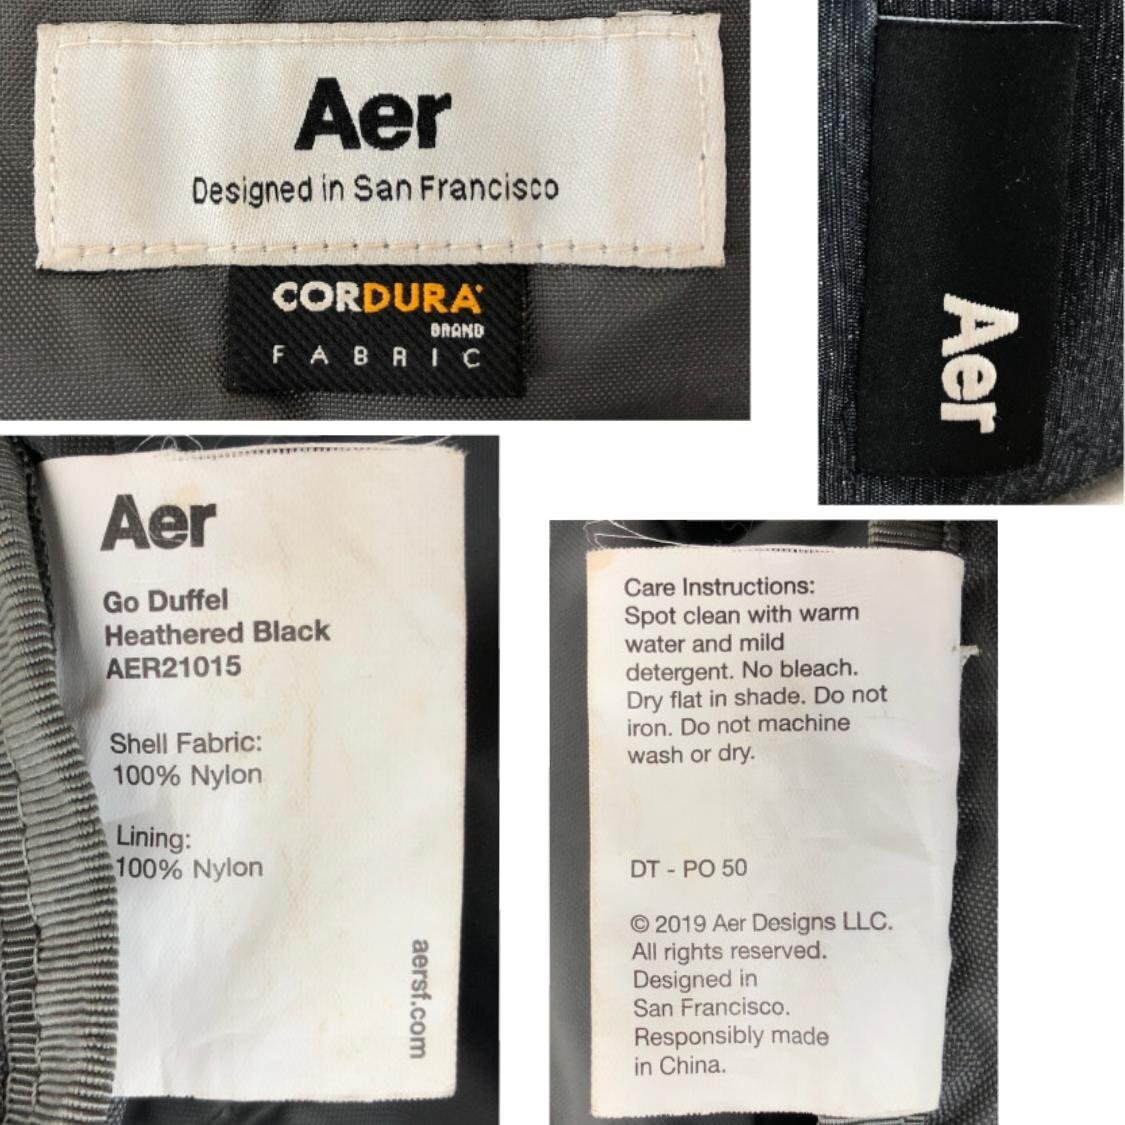 Aer
Designed in San Francisco
CORDURA
BRAND
FABRIC
Aer
Aer
Go Duffel
Heathered Black
AER21015
Shell Fabric:
100% Nylon
Lining:
100% Nylon
aersf.com
Care Instructions:
Spot clean with warm
water and mild
detergent. No bleach.
Dry flat in shade. Do not
iron. Do not machine
wash or dry.
DT - PO 50
© 2019 Aer Designs LLC.
All rights reserved.
Designed in
San Francisco.
Responsibly made
in China.